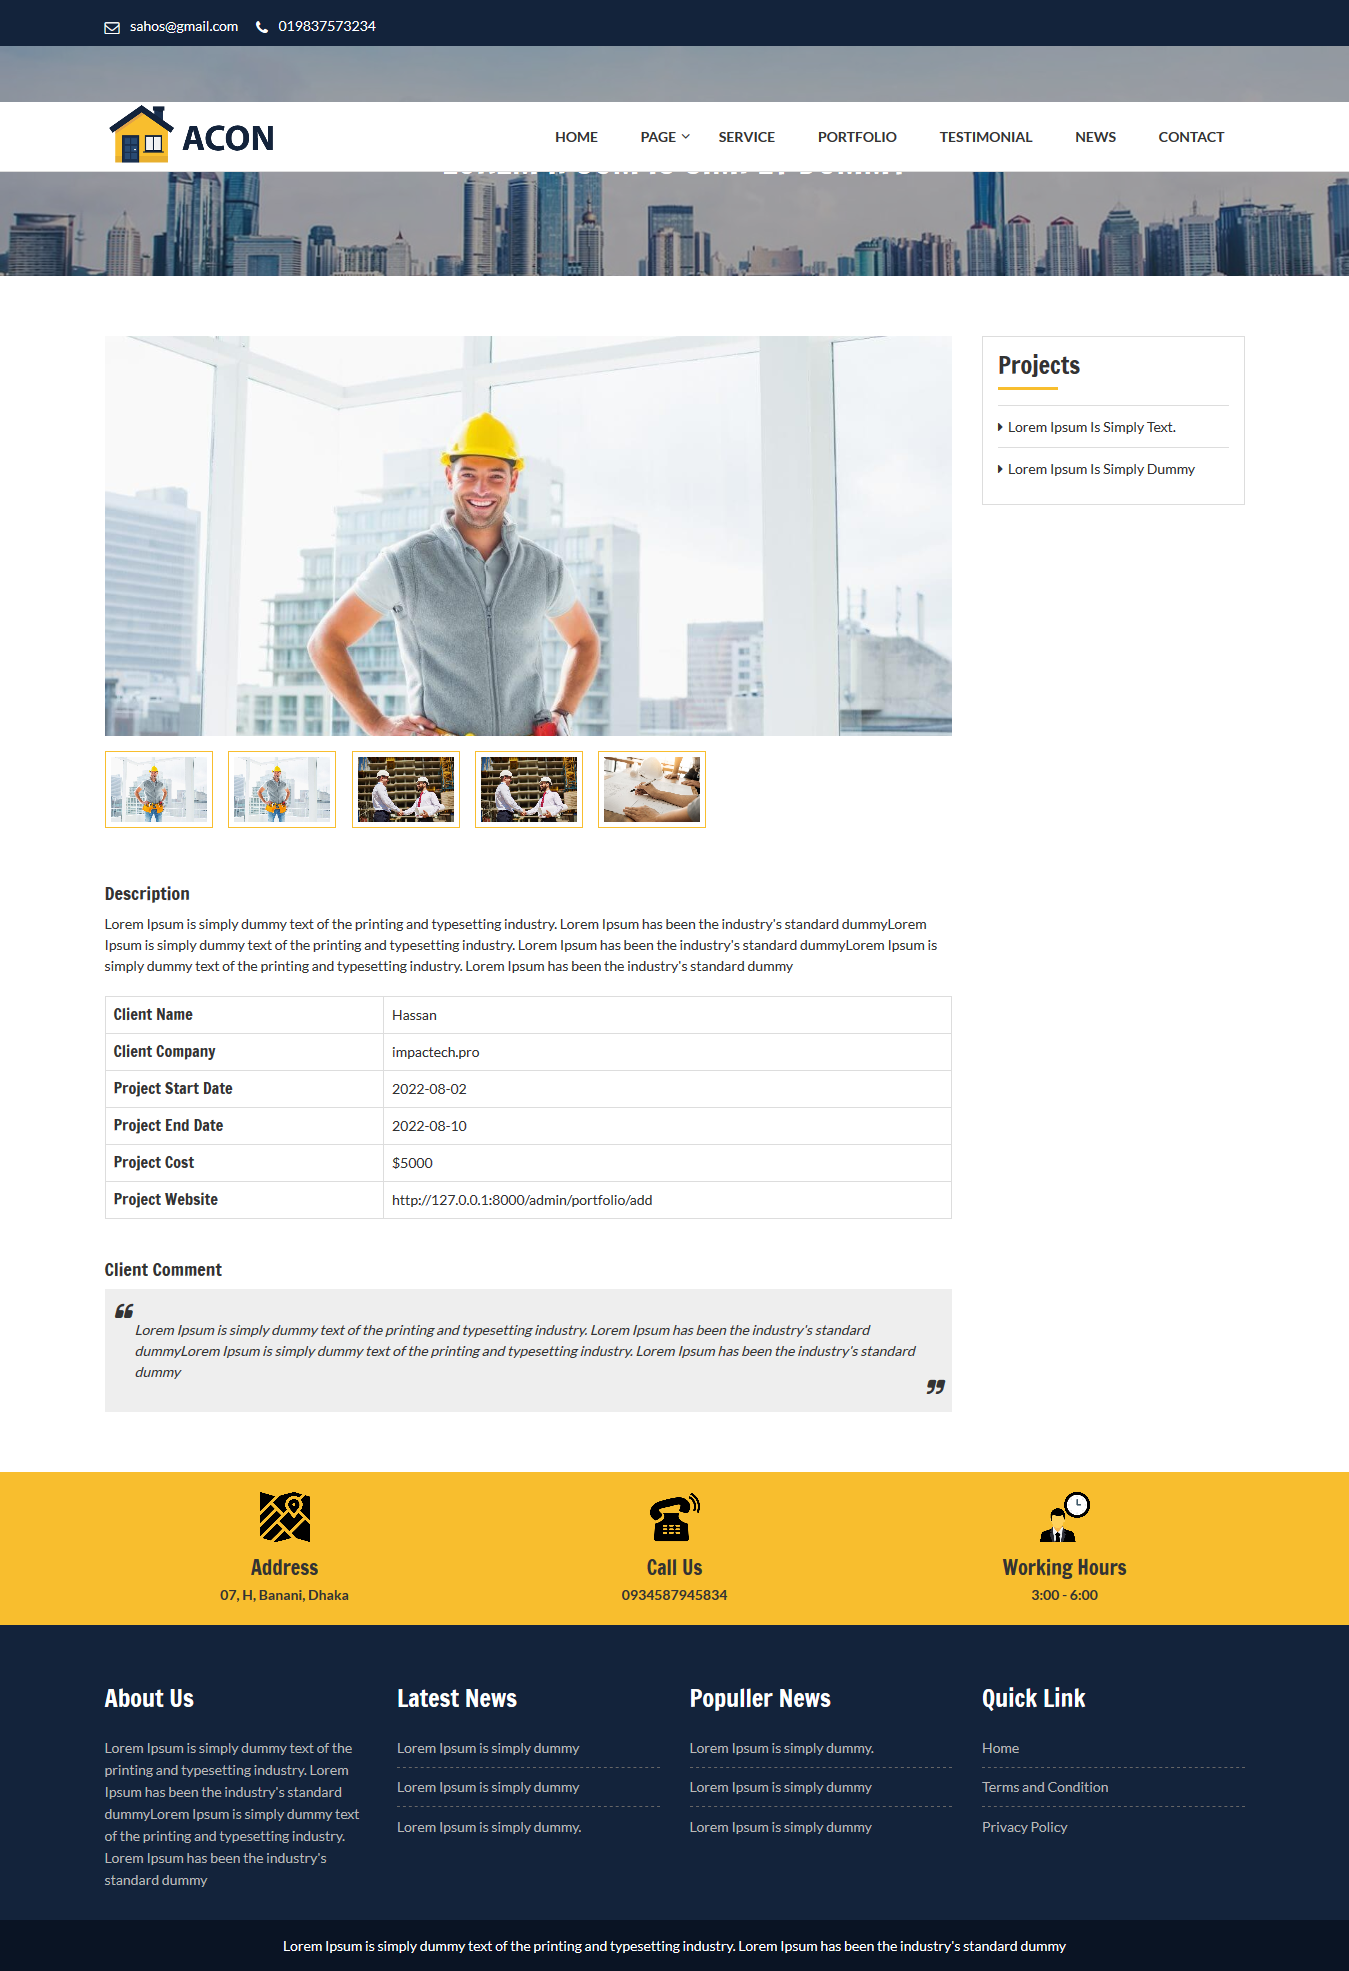 sahos@gmail.com 019837573234
ACON HOME PAGE SERVICE PORTFOLIO TESTIMONIAL NEWS CONTACT
Projects
Lorem Ipsum Is Simply Text.
Lorem Ipsum Is Simply Dummy
Description
Lorem Ipsum is simply dummy text of the printing and typesetting industry. Lorem Ipsum has been the industry's standard dummyLorem
Ipsum is simply dummy text of the printing and typesetting industry. Lorem Ipsum has been the industry's standard dummyLorem Ipsum is
simply dummy text of the printing and typesetting industry. Lorem Ipsum has been the industry's standard dummy
Client Name Hassan
Client Company impactech.pro
Project Start Date 2022-08-02
Project End Date 2022-08-10
Project Cost $5000
Project Website http://127.0.0.1:8000/admin/portfolio/add
Client Comment
“
Lorem Ipsum is simply dummy text of the printing and typesetting industry. Lorem Ipsum has been the industry's standard
dummyLorem Ipsum is simply dummy text of the printing and typesetting industry. Lorem Ipsum has been the industry's standard
dummy
”
Address
07, H, Banani, Dhaka
Call Us
0934587945834
Working Hours
3:00 - 6:00
About Us
Lorem Ipsum is simply dummy text of the
printing and typesetting industry. Lorem
Ipsum has been the industry's standard
dummyLorem Ipsum is simply dummy text
of the printing and typesetting industry.
Lorem Ipsum has been the industry's
standard dummy
Latest News
Lorem Ipsum is simply dummy
Lorem Ipsum is simply dummy
Lorem Ipsum is simply dummy.
Populler News
Lorem Ipsum is simply dummy.
Lorem Ipsum is simply dummy
Lorem Ipsum is simply dummy
Quick Link
Home
Terms and Condition
Privacy Policy
Lorem Ipsum is simply dummy text of the printing and typesetting industry. Lorem Ipsum has been the industry's standard dummy